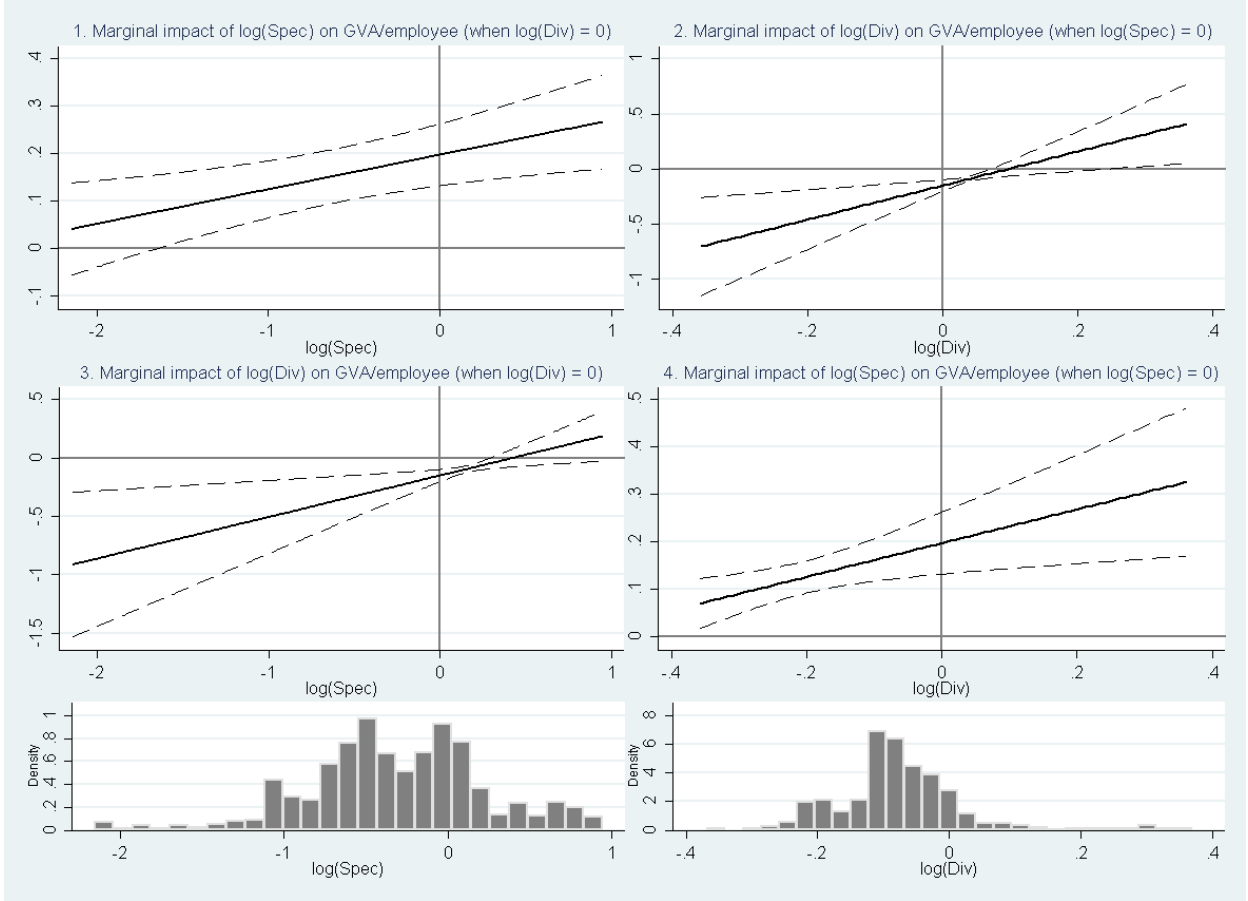 1. Marginal impact of log(Spec) on GVA/employee (when log(Div) = 0)
.4
.3
.2
.1
0
-.1
-2 -1 0 1
log(Spec)
2. Marginal impact of log(Div) on GVA/employee (when log(Spec) = 0)
1
.5
0
-.5
-1
-.4 -.2 0 .2 .4
log(Div)
3. Marginal impact of log(Div) on GVA/employee (when log(Div) = 0)
.5
0
-.5
-1
-1.5
-2 -1 0 1
log(Spec)
4. Marginal impact of log(Spec) on GVA/employee (when log(Spec) = 0)
.5
.4
.3
.2
.1
0
-.4 -.2 0 .2 .4
log(Div)
Density
1
.8
.6
.4
.2
0
-2 -1 0 1
log(Spec)
Density
8
6
4
2
0
-.4 -.2 0 .2 .4
log(Div)